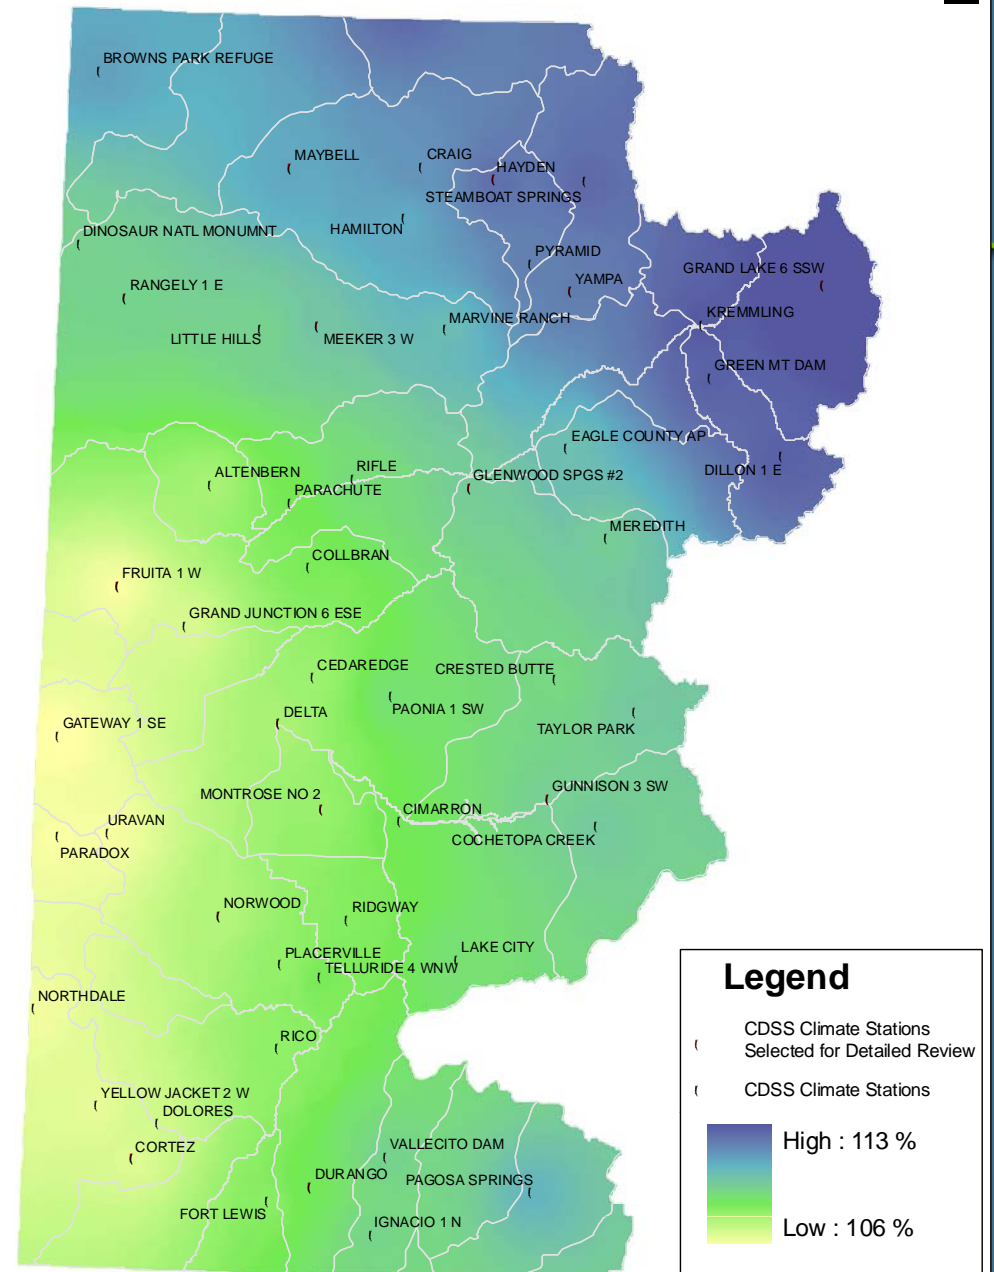 BROWNS PARK REFUGE
MAYBELL
CRAIG
HAYDEN
STEAMBOAT SPRINGS
HAMILTON
DINOSAUR NATL MONUMNT
PYRAMID
GRAND LAKE 6 SSW
YAMPA
RANGELY 1 E
KREMMLING
MARVINE RANCH
LITTLE HILLS
MEEKER 3 W
GREEN MT DAM
EAGLE COUNTY AP
ALTENBERN
RIFLE
DILLON 1 E
GLENWOOD SPGS #2
PARACHUTE
MEREDITH
COLLBRAN
FRUITA 1 W
GRAND JUNCTION 6 ESE
CEDAREDGE
CRESTED BUTTE
PAONIA 1 SW
DELTA
GATEWAY 1 SE
TAYLOR PARK
GUNNISON 3 SW
MONTROSE NO 2
CIMARRON
URAVAN
COCHETOPA CREEK
PARADOX
NORWOOD
RIDGWAY
LAKE CITY
PLACERVILLE
TELLURIDE 4 WNW
NORTHDALE
RICO
YELLOW JACKET 2 W
DOLORES
CORTEZ
VALLECITO DAM
DURANGO
PAGOSA SPRINGS
FORT LEWIS
IGNACIO 1 N
Legend
CDSS Climate Stations
Selected for Detailed Review
CDSS Climate Stations
High : 113 %
Low : 106 %